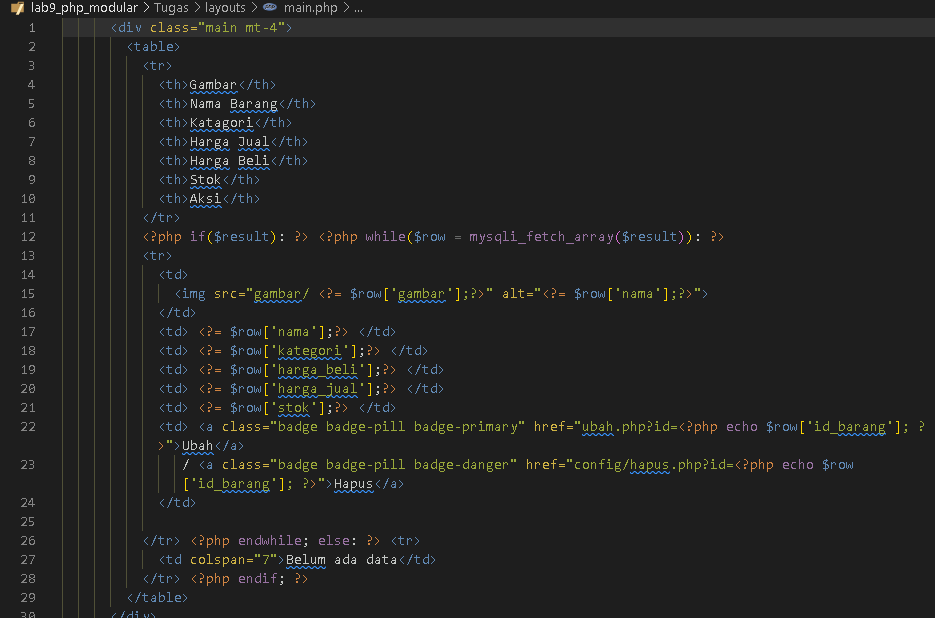 lab9_php_modular > Tugas > layouts > main.php > ...
1 <div class="main mt-4">
2 <table>
3 <tr>
4 <th>Gambar</th>
5 <th>Nama Barang</th>
6 <th>Katagori</th>
7 <th>Harga Jual</th>
8 <th>Harga Beli</th>
9 <th>Stok</th>
10 <th>Aksi</th>
11 </tr>
12 <?php if($result): ?> <?php while($row = mysqli_fetch_array($result)): ?>
13 <tr>
14 <td>
15 <img src="gambar/ <?= $row['gambar'];?>" alt="<?= $row['nama'];?>">
16 </td>
17 <td> <?= $row['nama'];?> </td>
18 <td> <?= $row['kategori'];?> </td>
19 <td> <?= $row['harga_beli'];?> </td>
20 <td> <?= $row['harga_jual'];?> </td>
21 <td> <?= $row['stok'];?> </td>
22 <td> <a class="badge badge-pill badge-primary" href="ubah.php?id=<?php echo $row['id_barang']; ?
>">Ubah</a>
23 / <a class="badge badge-pill badge-danger" href="config/hapus.php?id=<?php echo $row
['id_barang']; ?>">Hapus</a>
24 </td>
25
26 </tr> <?php endwhile; else: ?> <tr>
27 <td colspan="7">Belum ada data</td>
28 </tr> <?php endif; ?>
29 </table>
30 </div>